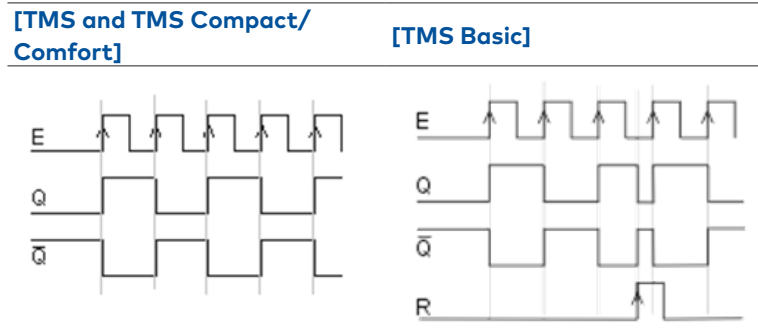 [TMS and TMS Compact/
Comfort]
[TMS Basic]
E
Q
Q̅
E
Q
Q̅
R